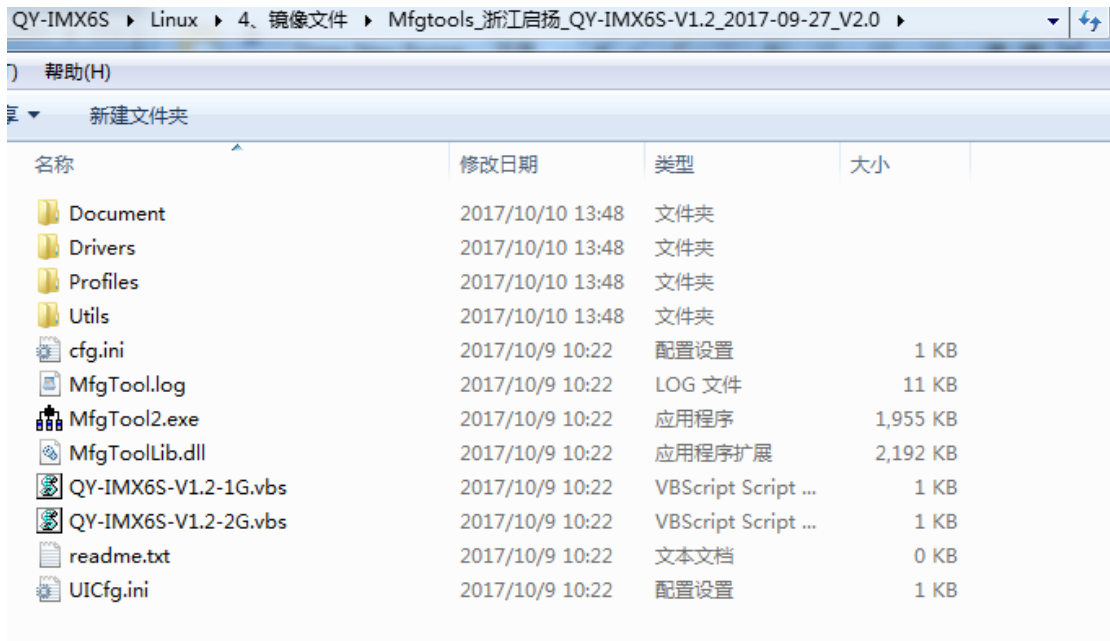 QY-IMX6S ▸ Linux ▸ 4、镜像文件 ▸ Mfgtools_浙江启扬_QY-IMX6S-V1.2_2017-09-27_V2.0 ▸
) 帮助(H)
享 新建文件夹
名称 修改日期 类型 大小
Document 2017/10/10 13:48 文件夹
Drivers 2017/10/10 13:48 文件夹
Profiles 2017/10/10 13:48 文件夹
Utils 2017/10/10 13:48 文件夹
cfg.ini 2017/10/9 10:22 配置设置 1 KB
MfgTool.log 2017/10/9 10:22 LOG 文件 11 KB
MfgTool2.exe 2017/10/9 10:22 应用程序 1,955 KB
MfgToolLib.dll 2017/10/9 10:22 应用程序扩展 2,192 KB
QY-IMX6S-V1.2-1G.vbs 2017/10/9 10:22 VBScript Script ... 1 KB
QY-IMX6S-V1.2-2G.vbs 2017/10/9 10:22 VBScript Script ... 1 KB
readme.txt 2017/10/9 10:22 文本文档 0 KB
UICfg.ini 2017/10/9 10:22 配置设置 1 KB